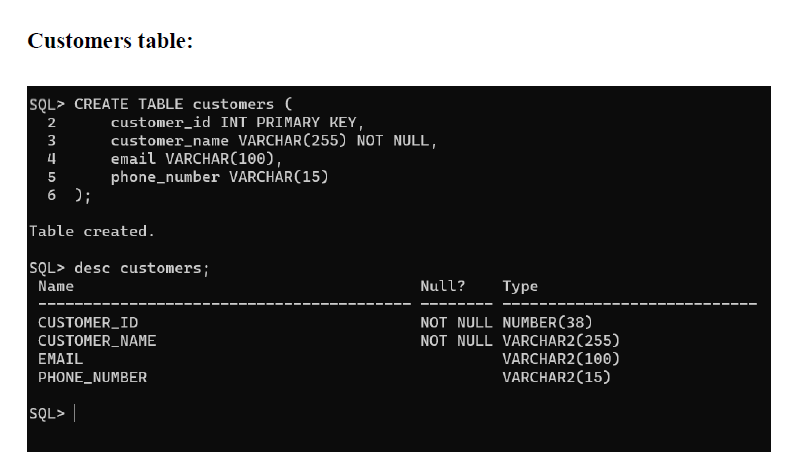 Customers table:
SQL> CREATE TABLE customers (
  2      customer_id INT PRIMARY KEY,
  3      customer_name VARCHAR(255) NOT NULL,
  4      email VARCHAR(100),
  5      phone_number VARCHAR(15)
  6  );
Table created.
SQL> desc customers;
 Name                                      Null?    Type
 ----------------------------------------- -------- ----------------------------
 CUSTOMER_ID                               NOT NULL NUMBER(38)
 CUSTOMER_NAME                             NOT NULL VARCHAR2(255)
 EMAIL                                              VARCHAR2(100)
 PHONE_NUMBER                                       VARCHAR2(15)
SQL>